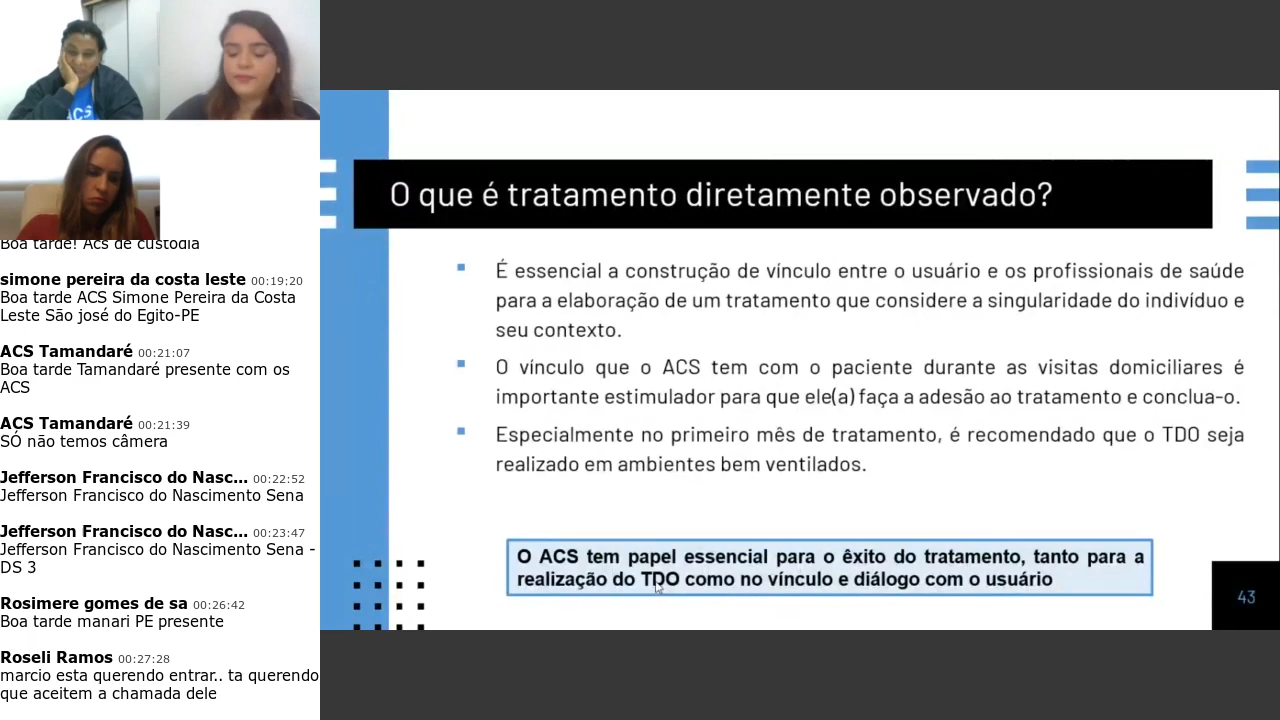 ACS
Boa tarde! Acs de custodia
simone pereira da costa leste 00:19:20
Boa tarde ACS Simone Pereira da Costa
Leste São josé do Egito-PE
ACS Tamandaré 00:21:07
Boa tarde Tamandaré presente com os
ACS
ACS Tamandaré 00:21:39
SÓ não temos câmera
Jefferson Francisco do Nasc... 00:22:52
Jefferson Francisco do Nascimento Sena
Jefferson Francisco do Nasc... 00:23:47
Jefferson Francisco do Nascimento Sena -
DS 3
Rosimere gomes de sa 00:26:42
Boa tarde manari PE presente
Roseli Ramos 00:27:28
marcio esta querendo entrar.. ta querendo
que aceitem a chamada dele
O que é tratamento diretamente observado?
É essencial a construção de vínculo entre o usuário e os profissionais de saúde
para a elaboração de um tratamento que considere a singularidade do indivíduo e
seu contexto.
O vínculo que o ACS tem com o paciente durante as visitas domiciliares é
importante estimulador para que ele(a) faça a adesão ao tratamento e conclua-o.
Especialmente no primeiro mês de tratamento, é recomendado que o TDO seja
realizado em ambientes bem ventilados.
O ACS tem papel essencial para o êxito do tratamento, tanto para a
realização do TDO como no vínculo e diálogo com o usuário
43